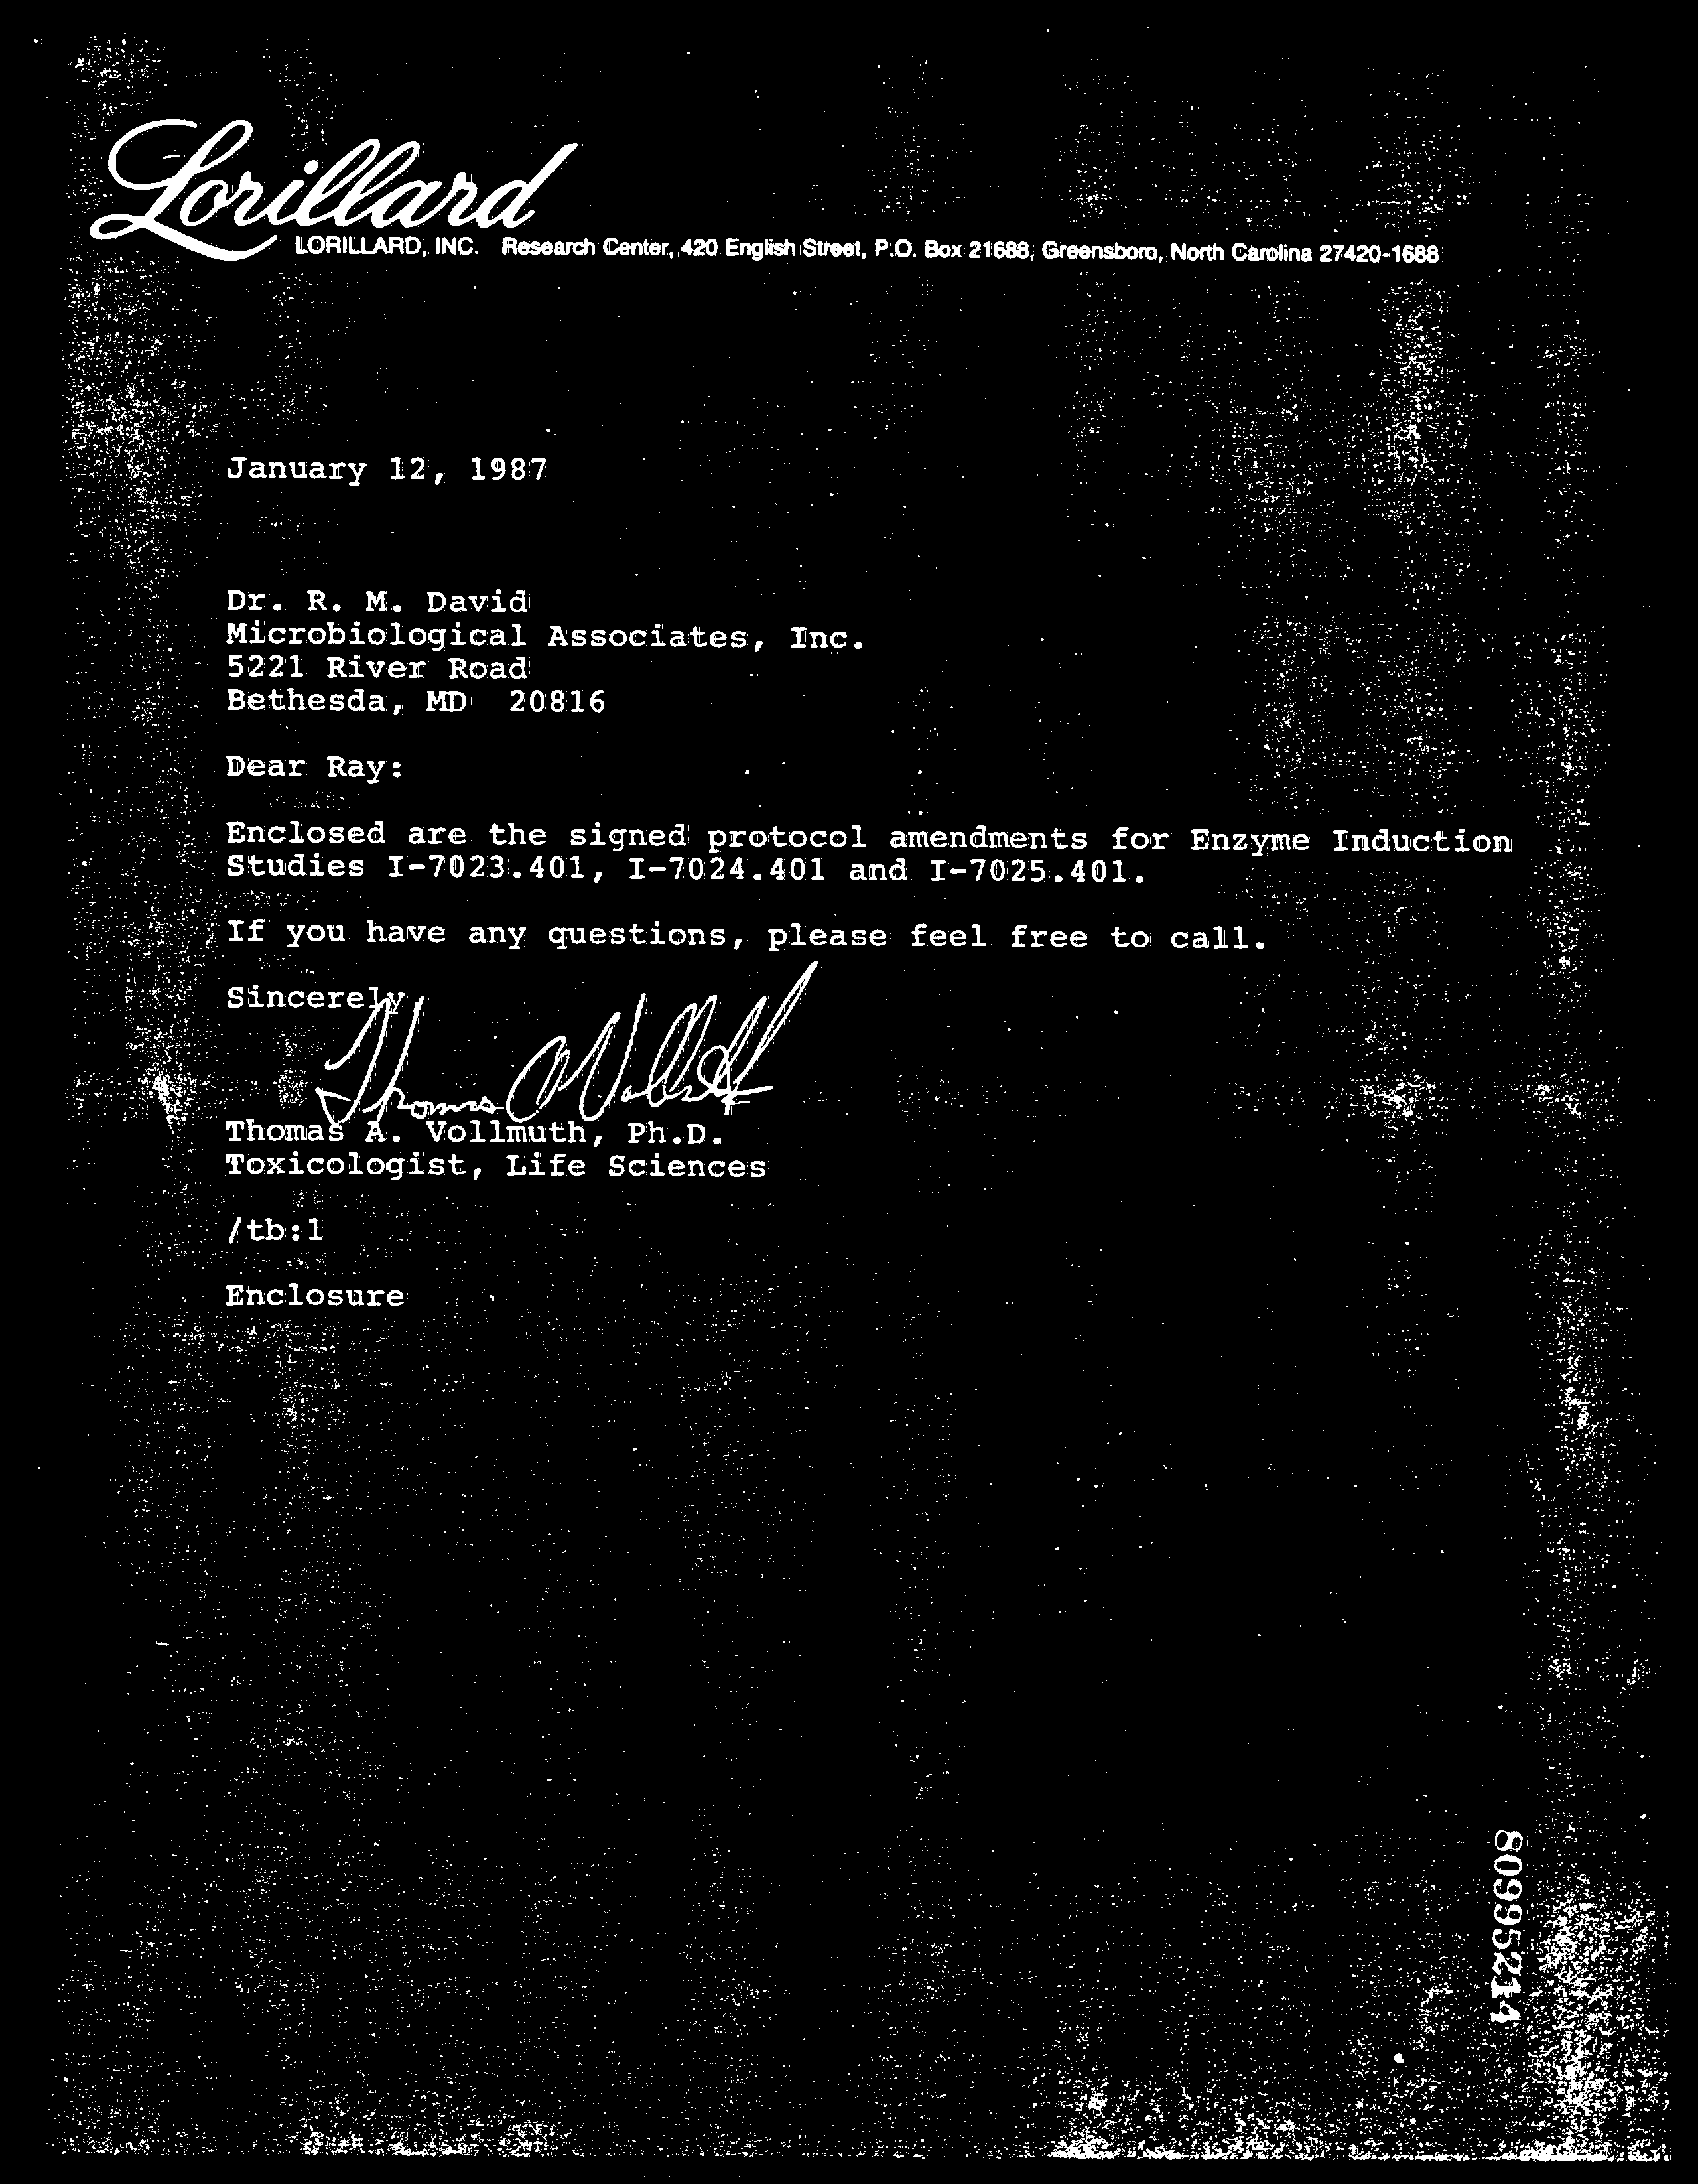 Lorillard
LORILLARD, INC. Research Center, 420 English Street, P.O. Box 21688, Greensboro, North Carolina 27420-1688
January 12, 1987
Dr. R. M. David
Microbiological Associates, Inc.
5221 River Road
Bethesda, MD 20816
Dear Ray:
Enclosed are the signed protocol amendments for Enzyme Induction
Studies I-7023.401, I-7024.401 and I-7025.401.
If you have any questions, please feel free to call.
Sincerely,
Thomas A Vollmuth
Thomas A. Vollmuth, Ph.D.
Toxicologist, Life Sciences
/tb:1
Enclosure
80995214